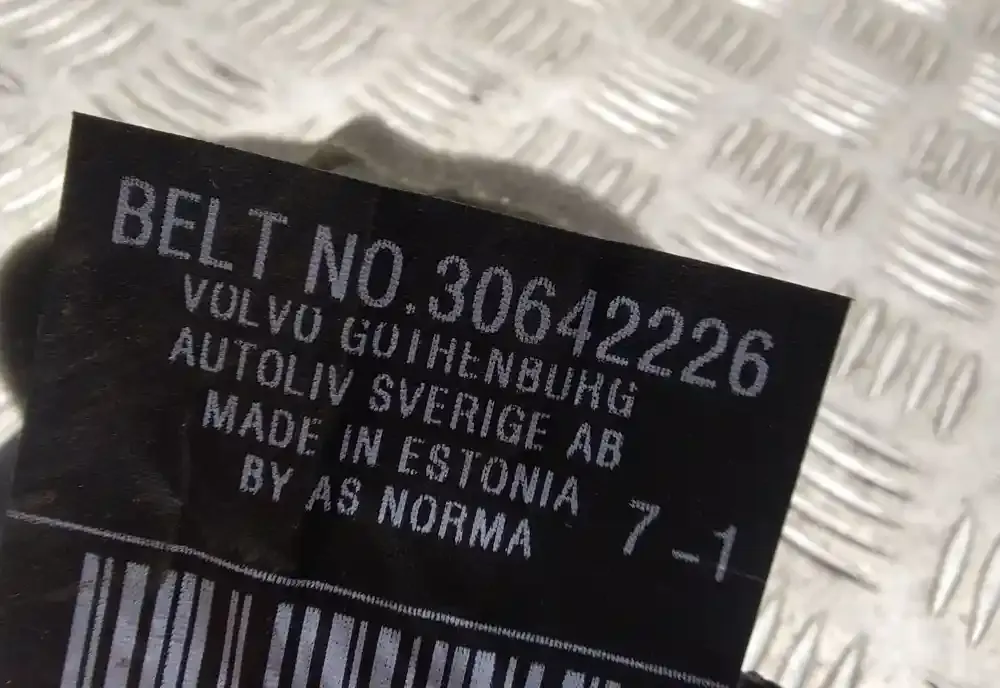 BELT NO.30642226
VOLVO GOTHENBURG
AUTOLIV SVERIGE AB
MADE IN ESTONIA
BY AS NORMA 7-1